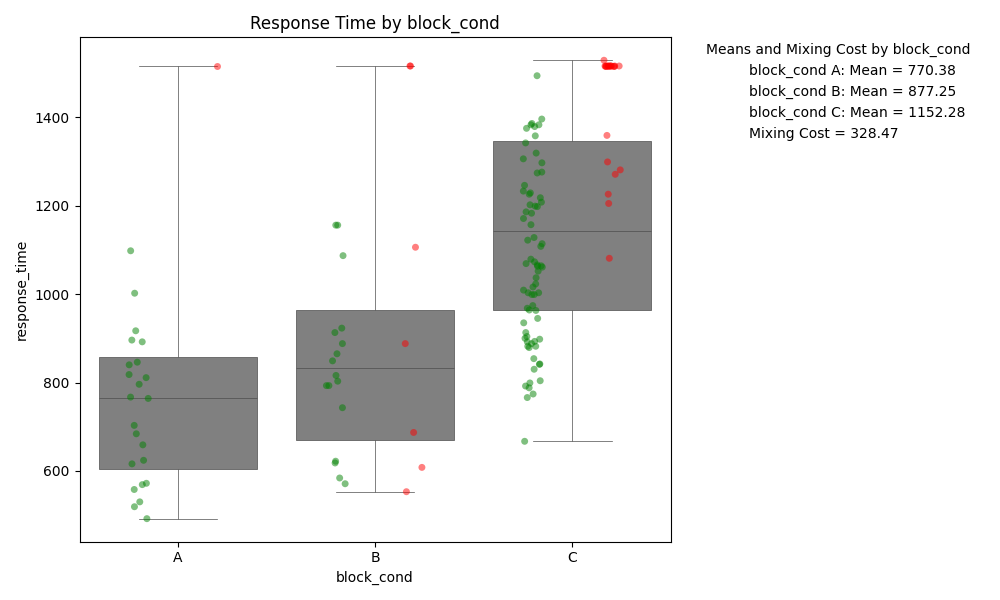 Response Time by block_cond
Means and Mixing Cost by block_cond
block_cond A: Mean = 770.38
block_cond B: Mean = 877.25
block_cond C: Mean = 1152.28
Mixing Cost = 328.47
response_time
1400
1200
1000
800
600
A
B
C
block_cond